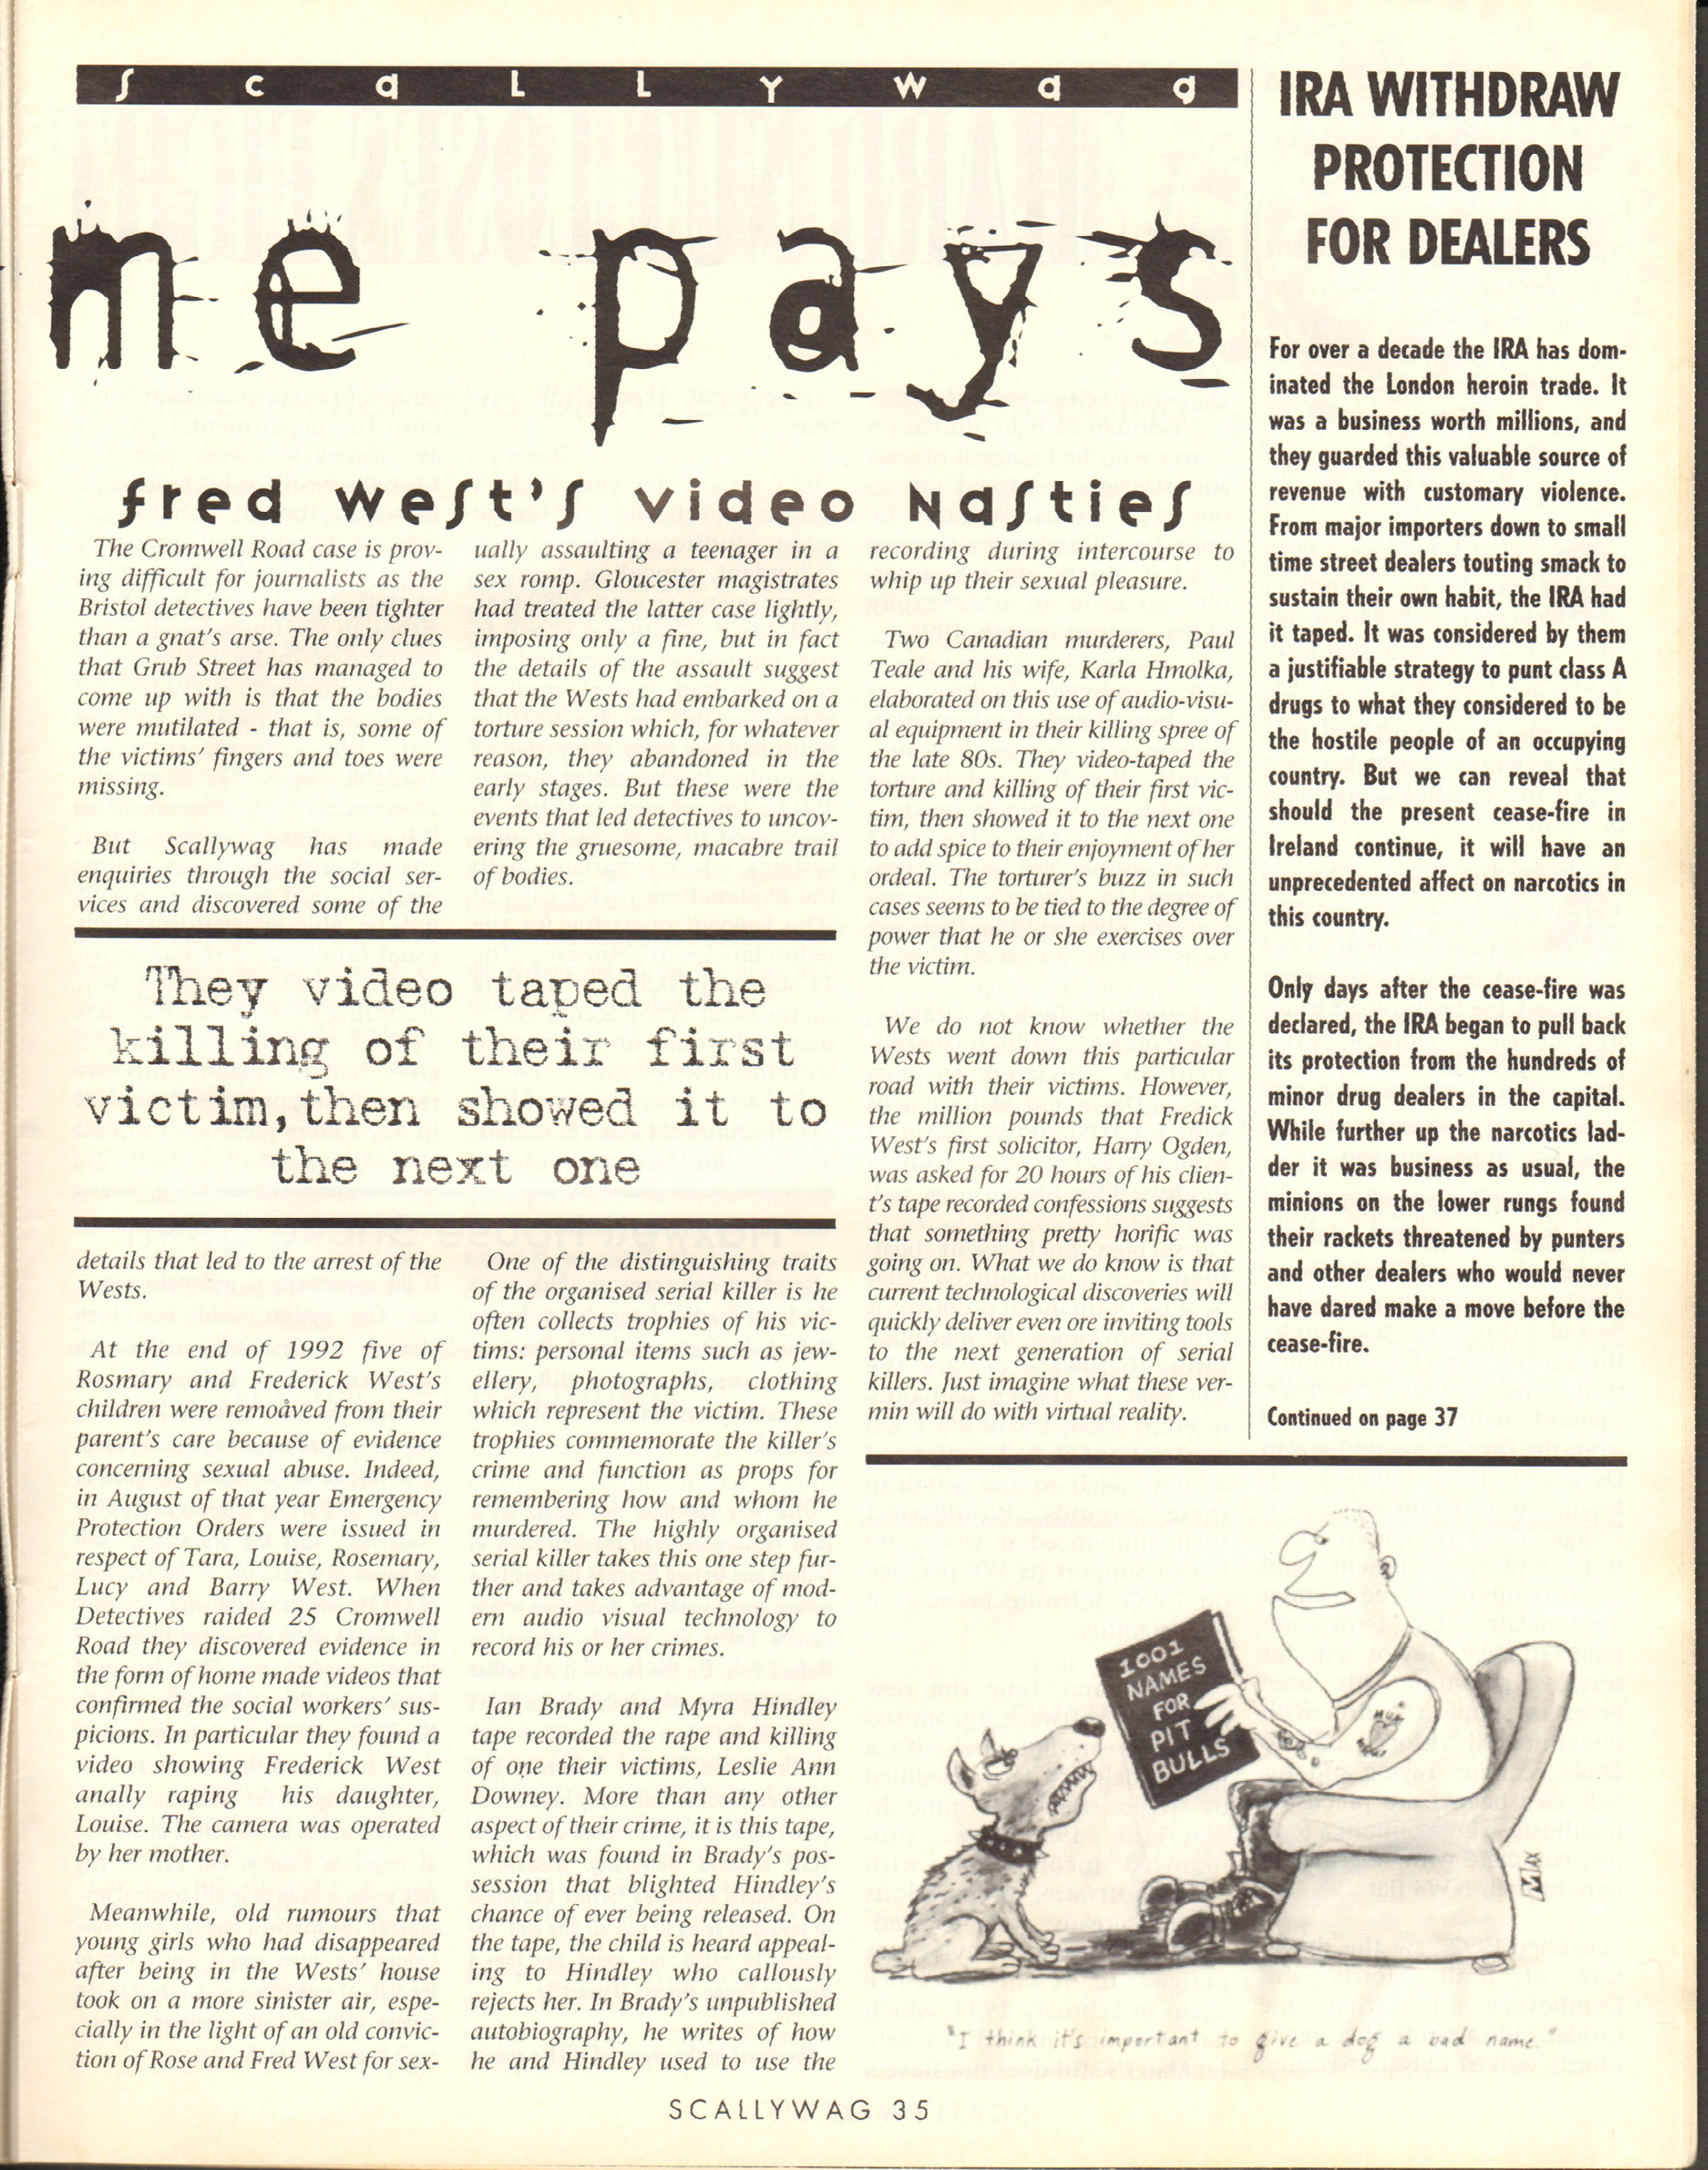 scallywag
me pays
fred west's video Nasties
The Cromwell Road case is prov-
ing difficult for journalists as the
Bristol detectives have been tighter
than a gnat's arse. The only clues
that Grub Street has managed to
come up with is that the bodies
were mutilated - that is, some of
the victims' fingers and toes were
missing.
But Scallywag has made
enquiries through the social ser-
vices and discovered some of the
They video taped the
killing of their first
victim, then showed it to
the next one
details that led to the arrest of the
Wests.
At the end of 1992 five of
Rosmary and Frederick West's
children were remoåved from their
parent's care because of evidence
concerning sexual abuse. Indeed,
in August of that year Emergency
Protection Orders were issued in
respect of Tara, Louise, Rosemary,
Lucy and Barry West. When
Detectives raided 25 Cromwell
Road they discovered evidence in
the form of home made videos that
confirmed the social workers' sus-
picions. In particular they found a
video showing Frederick West
anally raping his daughter,
Louise. The camera was operated
by her mother.
Meanwhile, old rumours that
young girls who had disappeared
after being in the Wests' house
took on a more sinister air, espe-
cially in the light of an old convic-
tion of Rose and Fred West for sex-
ually assaulting a teenager in a
sex romp. Gloucester magistrates
had treated the latter case lightly,
imposing only a fine, but in fact
the details of the assault suggest
that the Wests had embarked on a
torture session which, for whatever
reason, they abandoned in the
early stages. But these were the
events that led detectives to uncov-
ering the gruesome, macabre trail
of bodies.
One of the distinguishing traits
of the organised serial killer is he
often collects trophies of his vic-
tims: personal items such as jew-
ellery, photographs, clothing
which represent the victim. These
trophies commemorate the killer's
crime and function as props for
remembering how and whom he
murdered. The highly organised
serial killer takes this one step fur-
ther and takes advantage of mod-
ern audio visual technology to
record his or her crimes.
Ian Brady and Myra Hindley
tape recorded the rape and killing
of one their victims, Leslie Ann
Downey. More than any other
aspect of their crime, it is this tape,
which was found in Brady's pos-
session that blighted Hindley's
chance of ever being released. On
the tape, the child is heard appeal-
ing to Hindley who callously
rejects her. In Brady's unpublished
autobiography, he writes of how
he and Hindley used to use the
recording during intercourse to
whip up their sexual pleasure.
Two Canadian murderers, Paul
Teale and his wife, Karla Hmolka,
elaborated on this use of audio-visu-
al equipment in their killing spree of
the late 80s. They video-taped the
torture and killing of their first vic-
tim, then showed it to the next one
to add spice to their enjoyment of her
ordeal. The torturer's buzz in such
cases seems to be tied to the degree of
power that he or she exercises over
the victim.
We do not know whether the
Wests went down this particular
road with their victims. However,
the million pounds that Fredick
West's first solicitor, Harry Ogden,
was asked for 20 hours of his clien-
t's tape recorded confessions suggests
that something pretty horific was
going on. What we do know is that
current technological discoveries will
quickly deliver even ore inviting tools
to the next generation of serial
killers. Just imagine what these ver-
min will do with virtual reality.
IRA WITHDRAW
PROTECTION
FOR DEALERS
For over a decade the IRA has dom-
inated the London heroin trade. It
was a business worth millions, and
they guarded this valuable source of
revenue with customary violence.
From major importers down to small
time street dealers touting smack to
sustain their own habit, the IRA had
it taped. It was considered by them
a justifiable strategy to punt class A
drugs to what they considered to be
the hostile people of an occupying
country. But we can reveal that
should the present cease-fire in
Ireland continue, it will have an
unprecedented affect on narcotics in
this country.
Only days after the cease-fire was
declared, the IRA began to pull back
its protection from the hundreds of
minor drug dealers in the capital.
While further up the narcotics lad-
der it was business as usual, the
minions on the lower rungs found
their rackets threatened by punters
and other dealers who would never
have dared make a move before the
cease-fire.
Continued on page 37
1001
NAMES
FOR
PIT
BULLS
MAX
"I think it's important to give a dog a bad name."
SCALLYWAG 35